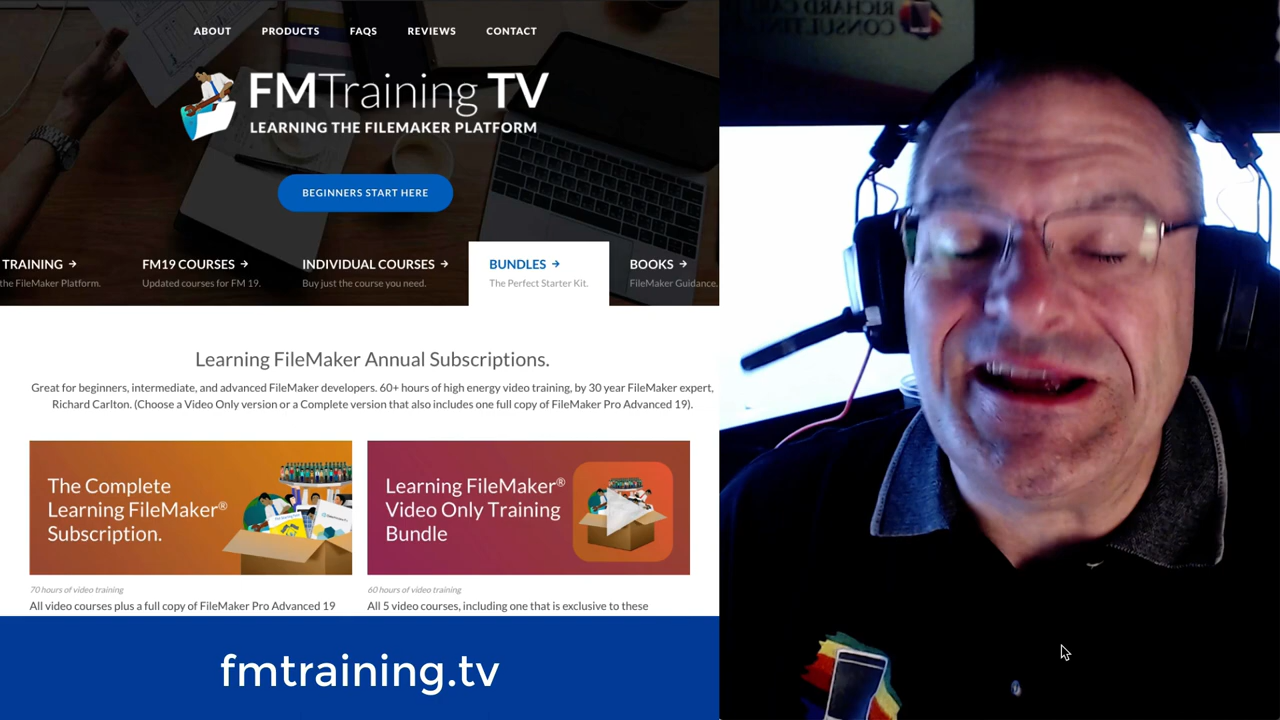 ABOUT PRODUCTS FAQS REVIEWS CONTACT
FMTraining TV
LEARNING THE FILEMAKER PLATFORM
BEGINNERS START HERE
TRAINING → FM19 COURSES → INDIVIDUAL COURSES → BUNDLES → BOOKS →
the FileMaker Platform. Updated courses for FM 19. Buy just the course you need. The Perfect Starter Kit. FileMaker Guidance.
Learning FileMaker Annual Subscriptions.
Great for beginners, intermediate, and advanced FileMaker developers. 60+ hours of high energy video training, by 30 year FileMaker expert,
Richard Carlton. (Choose a Video Only version or a Complete version that also includes one full copy of FileMaker Pro Advanced 19).
The Complete
Learning FileMaker®
Subscription.
Learning FileMaker®
Video Only Training
Bundle
70 hours of video training
All video courses plus a full copy of FileMaker Pro Advanced 19
60 hours of video training
All 5 video courses, including one that is exclusive to these
fmtraining.tv
RICHARD CARL
CONSULTIN